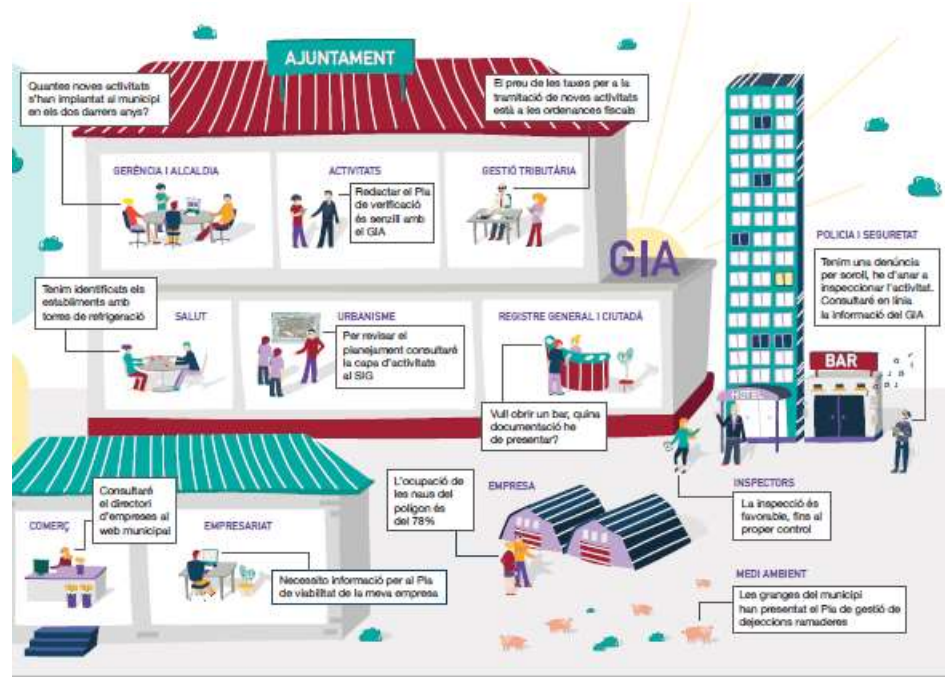 AJUNTAMENT
Quantes noves activitats
s'han implantat al municipi
en els dos darrers anys?
El preu de les taxes per a la
tramitació de noves activitats
està a les ordenances fiscals
GERÈNCIA I ALCALDIA
ACTIVITATS
Redactar el Pla
de verificació
és senzill amb
el GIA
GESTIÓ TRIBUTÀRIA
GIA
POLICIA I SEGURETAT
Tenim una denúncia
per soroll, he d'anar a
inspeccionar l'activitat.
Consultaré en línia
la informació del GIA
Tenim identificats els
establiments amb
torres de refrigeració
SALUT
URBANISME
Per revisar el
planejament consultaré
la capa d'activitats
al SIG
REGISTRE GENERAL I CIUTADÀ
Vull obrir un bar, quina
documentació he
de presentar?
HOTEL
BAR
INSPECTORS
La inspecció és
favorable, fins al
proper control
L'ocupació de
les naus del
polígon és
del 78%
EMPRESA
COMERÇ
Consultaré
el directori
d'empreses al
web municipal
EMPRESARIAT
Necessito informació per al Pla
de viabilitat de la meva empresa
MEDI AMBIENT
Les granges del municipi
han presentat el Pla de gestió de
dejeccions ramaderes